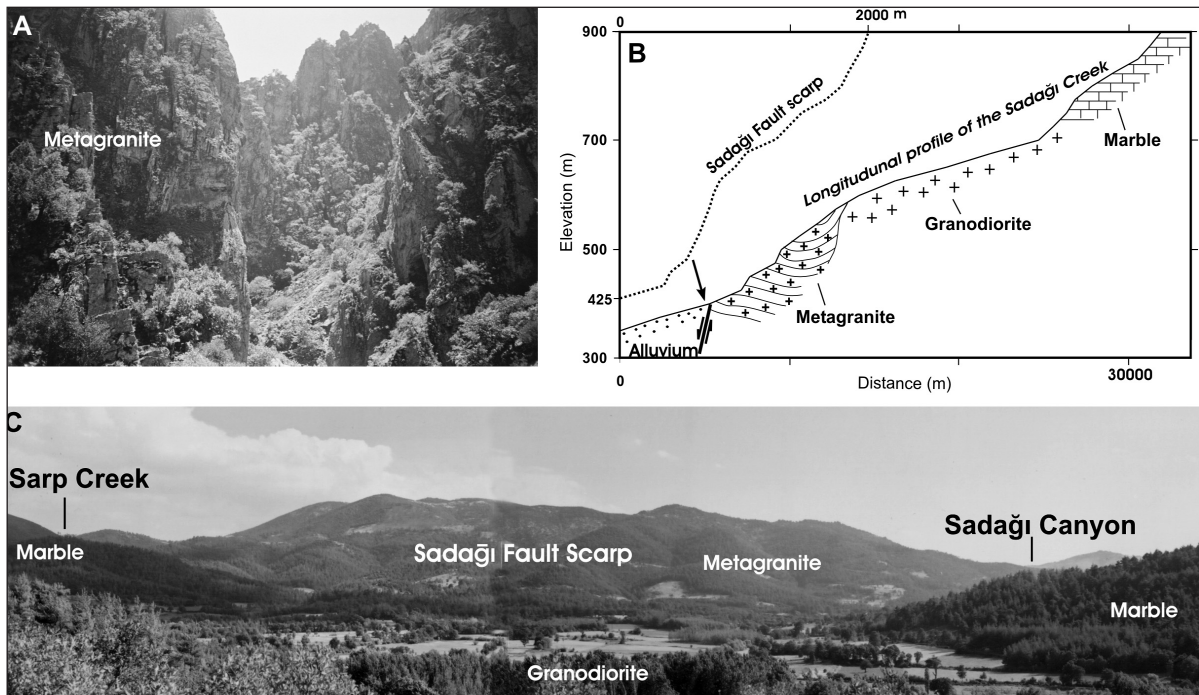 A
Metagranite
0
2000 m
900
B
Sadağı Fault scarp
Longitudunal profile of the Sadağı Creek
700
Marble
Elevation (m)
Granodiorite
500
425
Metagranite
Alluvium
300
0
Distance (m)
30000
C
Sarp Creek
Sadağı Canyon
Marble
Sadağı Fault Scarp
Metagranite
Marble
Granodiorite